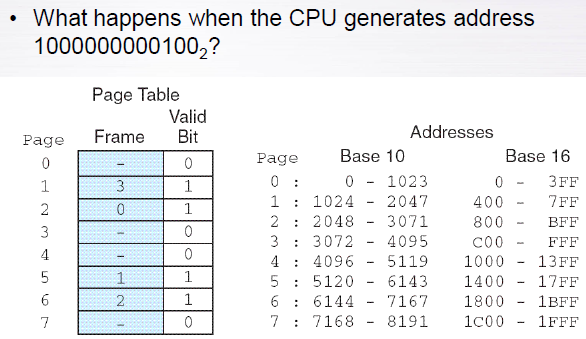 • What happens when the CPU generates address
1000000000100₂?
Page Table
Valid
Page Frame Bit
0 - 0
1 3 1
2 0 1
3 - 0
4 - 0
5 1 1
6 2 1
7 - 0
Addresses
Page Base 10 Base 16
0 : 0 - 1023 0 - 3FF
1 : 1024 - 2047 400 - 7FF
2 : 2048 - 3071 800 - BFF
3 : 3072 - 4095 C00 - FFF
4 : 4096 - 5119 1000 - 13FF
5 : 5120 - 6143 1400 - 17FF
6 : 6144 - 7167 1800 - 1BFF
7 : 7168 - 8191 1C00 - 1FFF